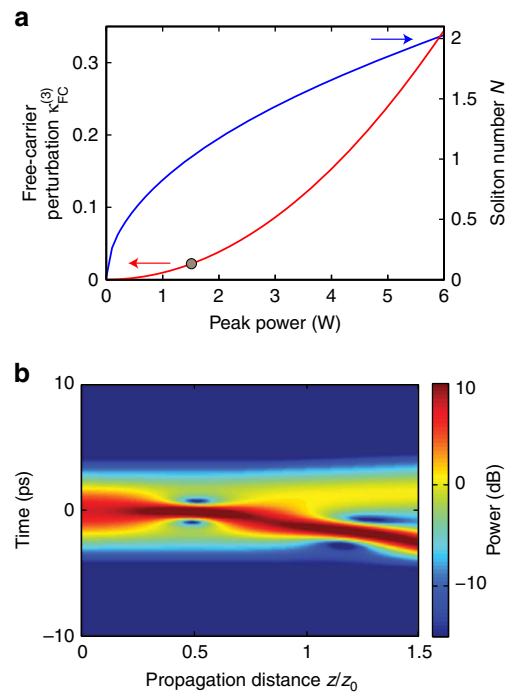 a
Free-carrier
perturbation κFC(3)
0.3
0.2
0.1
0
2
1.5
1
0.5
0
Soliton number N
0 1 2 3 4 5 6
Peak power (W)
b
Time (ps)
10
0
−10
0 0.5 1 1.5
Propagation distance z/z0
10
0
−10
Power (dB)